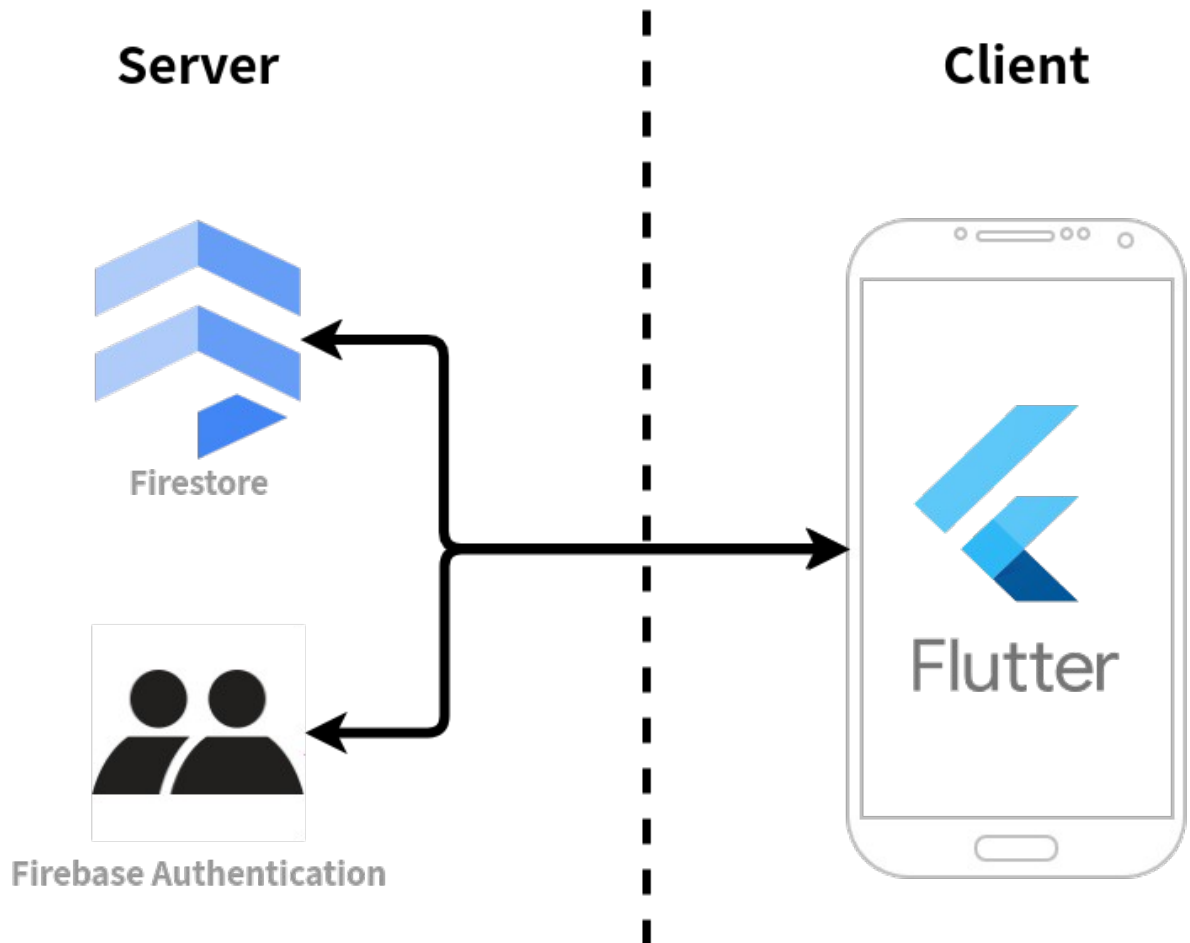 Server
Client
Firestore
Flutter
Firebase Authentication